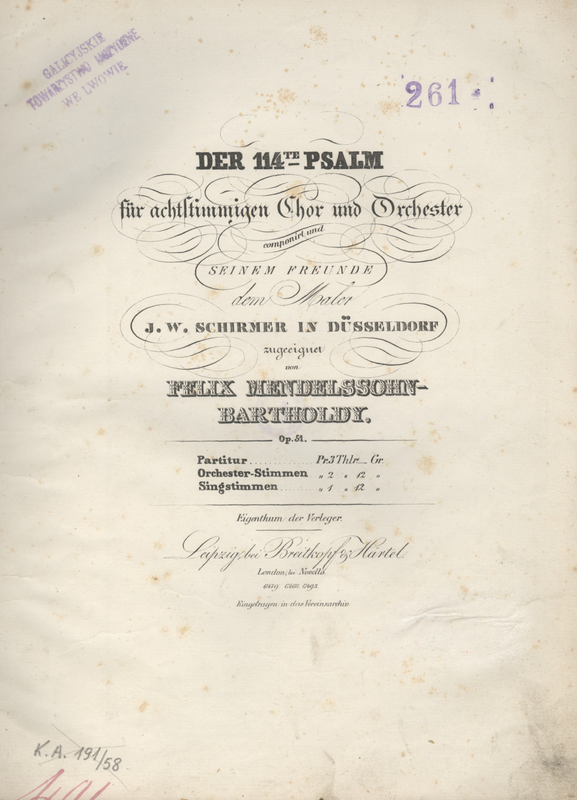 GALICYJSKIE
TOWARZYSTWO MUZYCZNE
WE LWOWIE
261
DER 114TE PSALM
für achtstimmigen Chor und Orchester
componirt und
SEINEM FREUNDE
dem Maler
J. W. SCHIRMER IN DÜSSELDORF
zugeeignet
von
FELIX MENDELSSOHN-
BARTHOLDY.
Op. 51.
Partitur Pr. 3 Thlr. — Gr.
Orchester-Stimmen „ 2 „ 12 „
Singstimmen „ 1 „ 12 „
Eigenthum der Verleger.
Leipzig, bei Breitkopf & Härtel.
London, bei Novello.
Eingetragen in das Vereinsarchiv.
K. A. 191/58